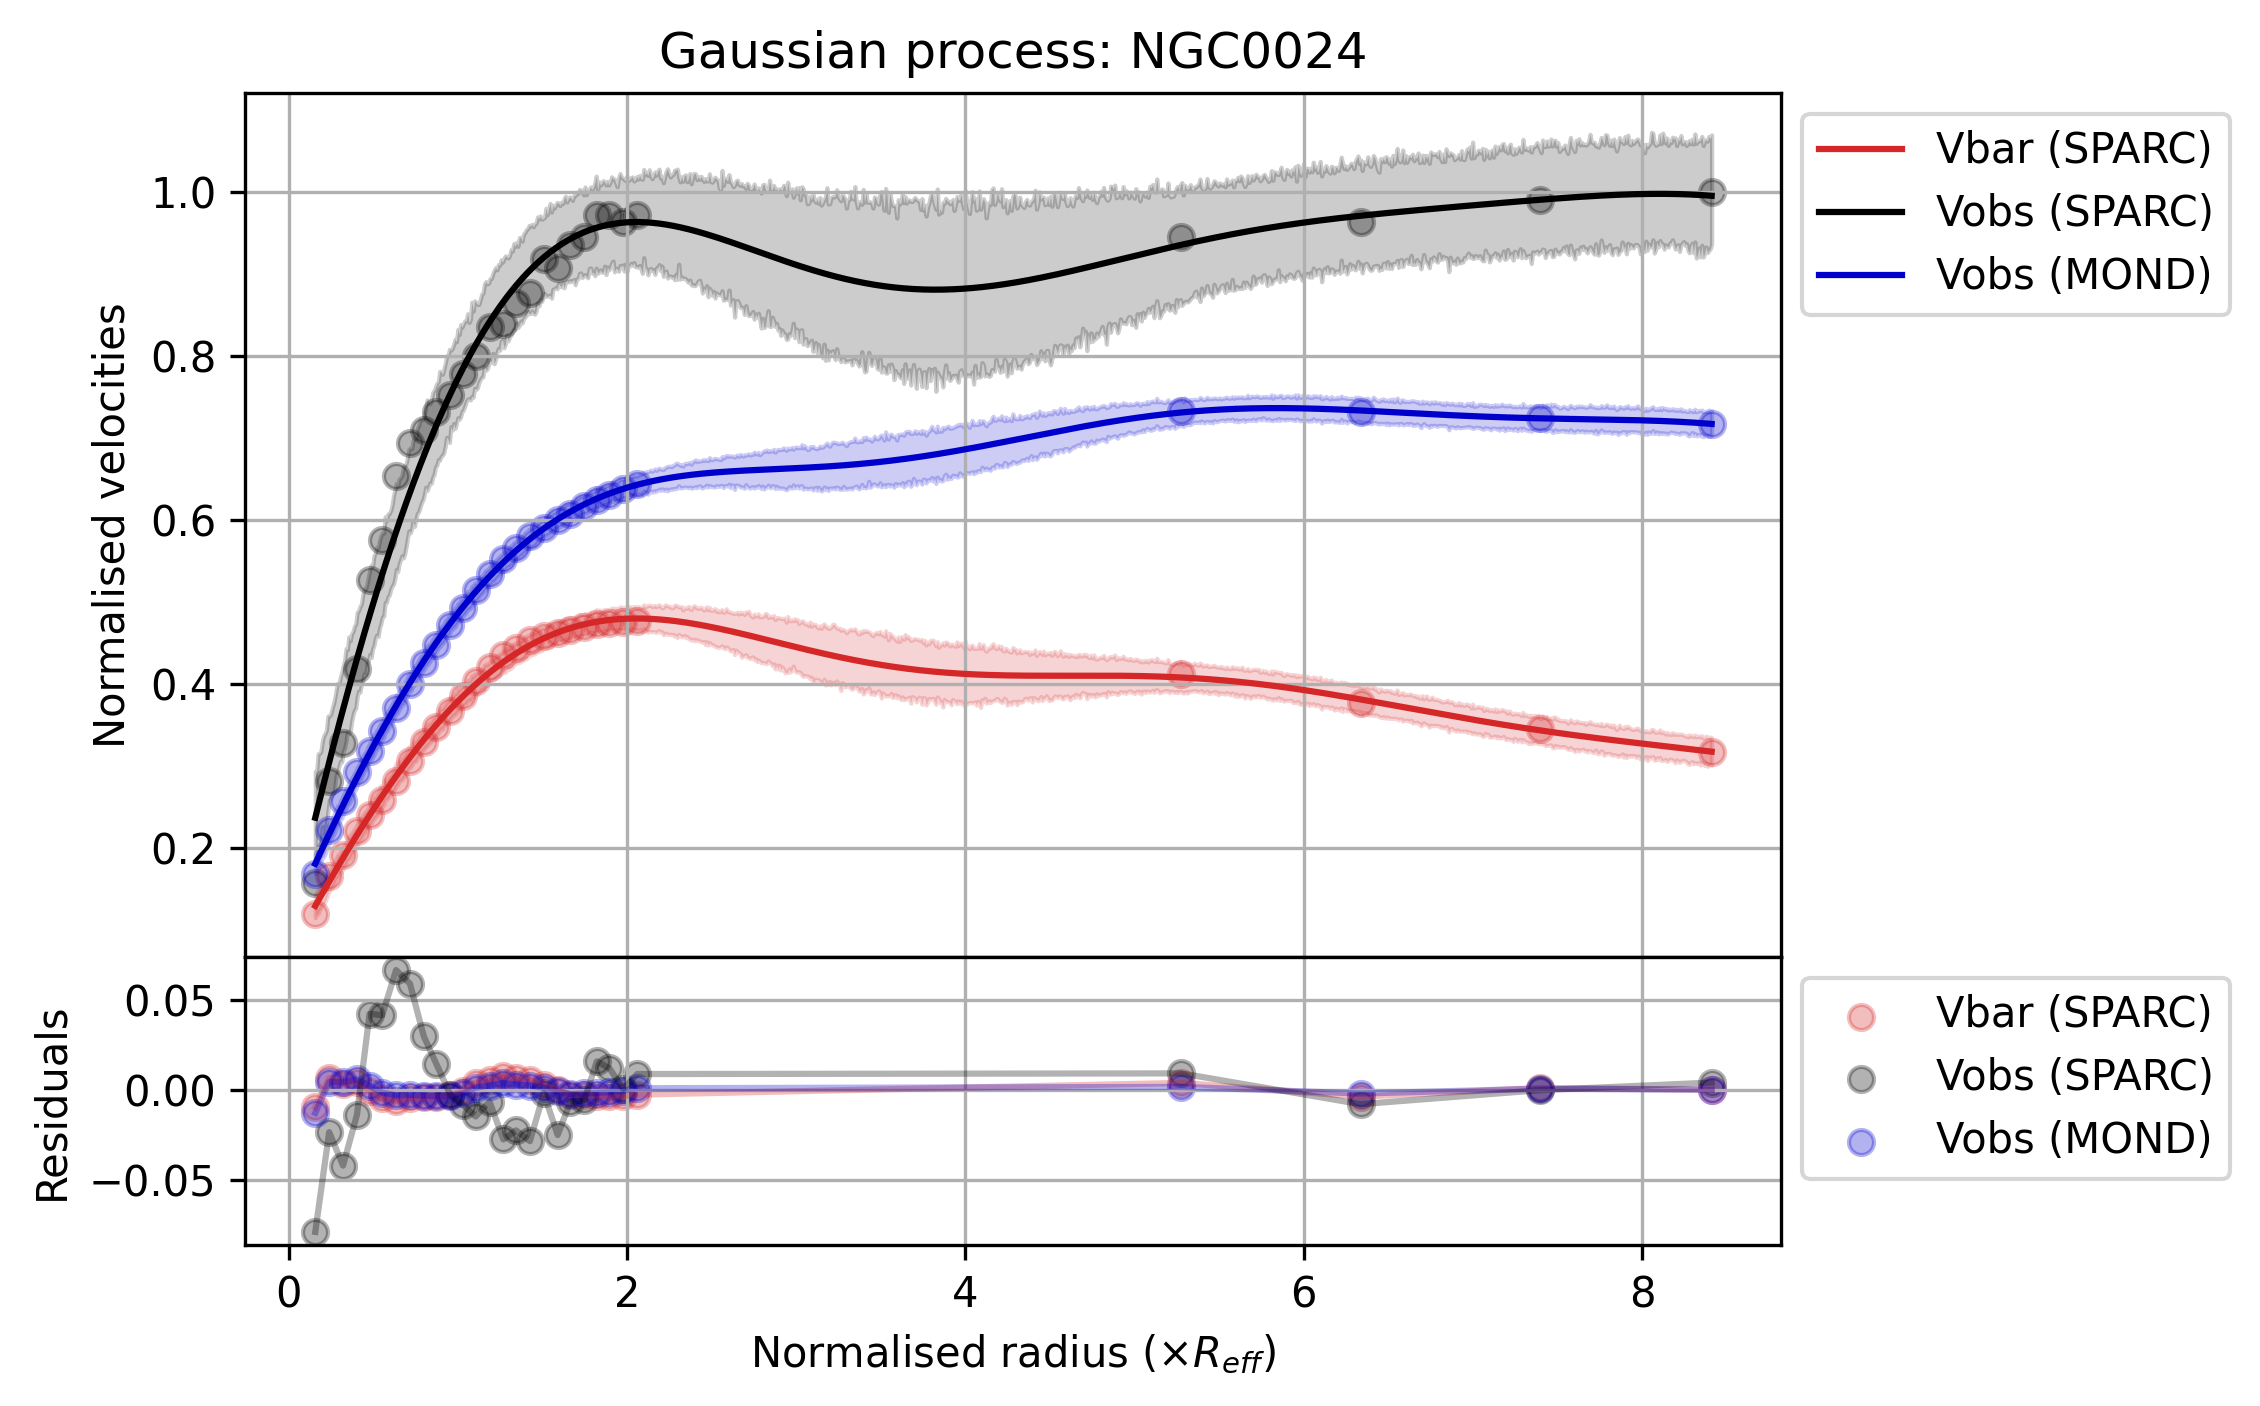 Gaussian process: NGC0024
Normalised velocities
1.0
0.8
0.6
0.4
0.2
Vbar (SPARC)
Vobs (SPARC)
Vobs (MOND)
Residuals
0.05
0.00
−0.05
Vbar (SPARC)
Vobs (SPARC)
Vobs (MOND)
0 2 4 6 8
Normalised radius (×R_eff)